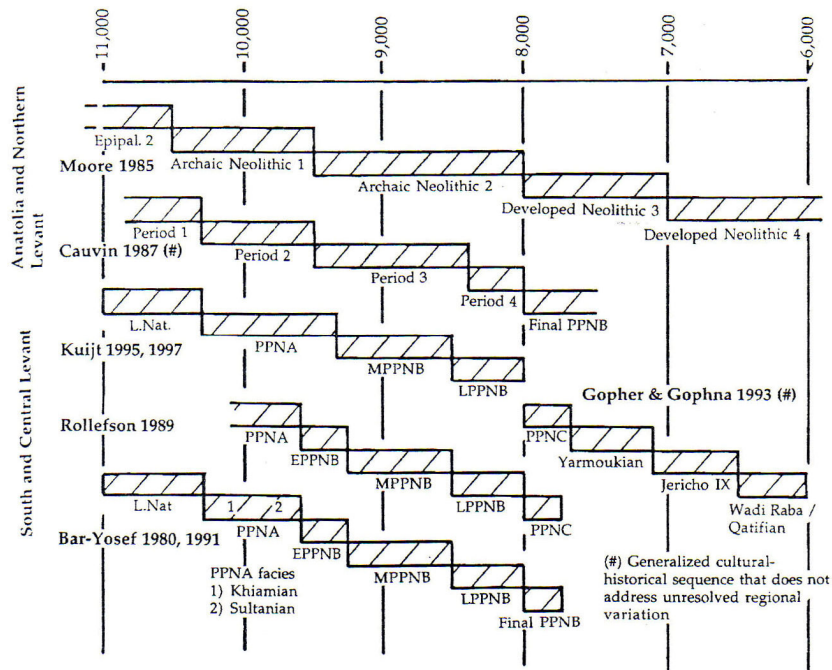 11,000
10,000
9,000
8,000
7,000
6,000
Anatolia and Northern
Levant
Epipal. 2
Moore 1985
Archaic Neolithic 1
Archaic Neolithic 2
Developed Neolithic 3
Developed Neolithic 4
Period 1
Cauvin 1987 (#)
Period 2
Period 3
Period 4
Final PPNB
South and Central Levant
L.Nat.
Kuijt 1995, 1997
PPNA
MPPNB
LPPNB
Gopher & Gophna 1993 (#)
PPNC
Yarmoukian
Jericho IX
Wadi Raba /
Qatifian
Rollefson 1989
PPNA
EPPNB
MPPNB
LPPNB
PPNC
L.Nat
Bar-Yosef 1980, 1991
1 2
PPNA
EPPNB
MPPNB
LPPNB
Final PPNB
PPNA facies
1) Khiamian
2) Sultanian
(#) Generalized cultural-
historical sequence that does not
address unresolved regional
variation